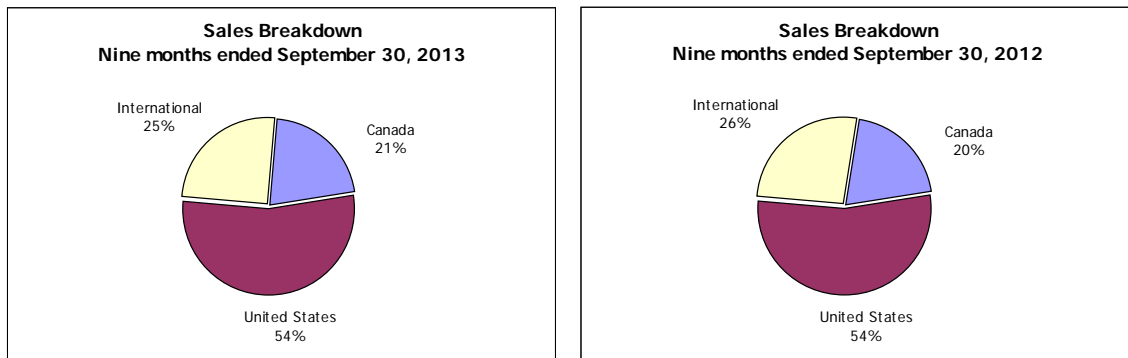 Sales Breakdown
Nine months ended September 30, 2013
International
25%
Canada
21%
United States
54%
Sales Breakdown
Nine months ended September 30, 2012
International
26%
Canada
20%
United States
54%